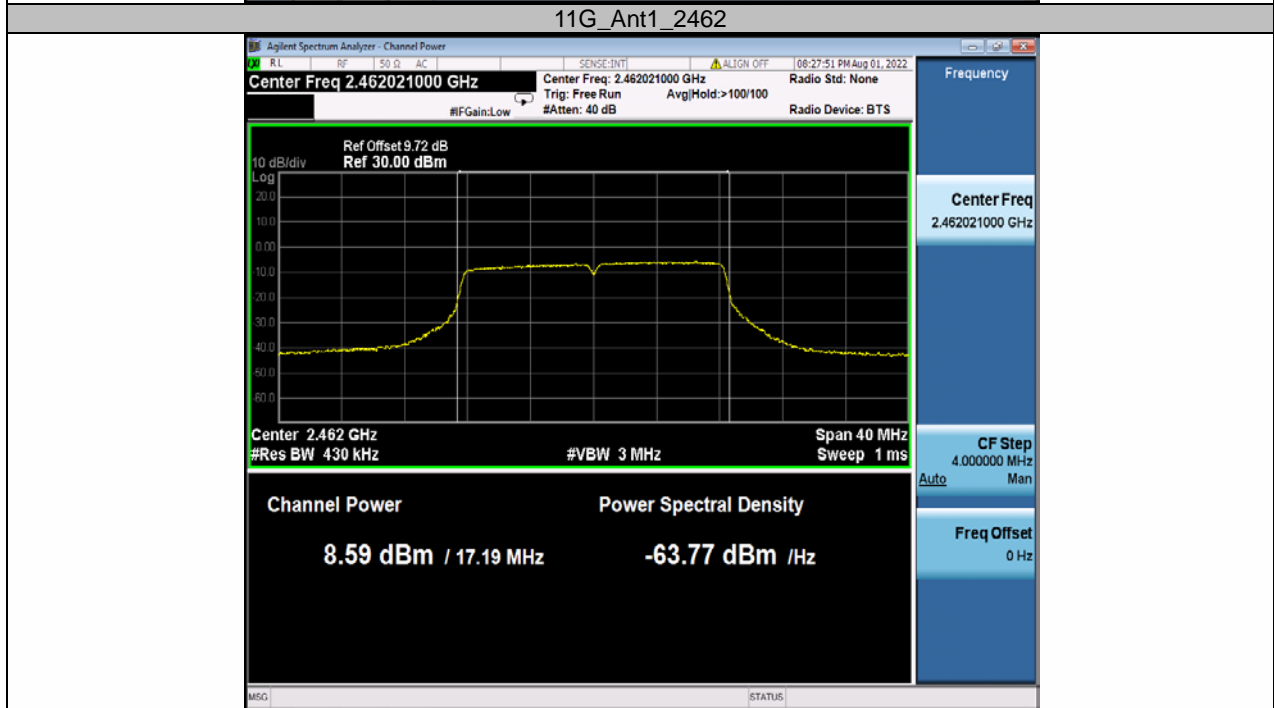 11G_Ant1_2462
Agilent Spectrum Analyzer - Channel Power
RL RF 50 Ω AC SENSE:INT ALIGN OFF 08:27:51 PM Aug 01, 2022
Center Freq 2.462021000 GHz
Center Freq: 2.462021000 GHz Radio Std: None
Trig: Free Run Avg|Hold:>100/100
#IFGain:Low #Atten: 40 dB Radio Device: BTS
Frequency
Ref Offset 9.72 dB
10 dB/div Ref 30.00 dBm
Log
20.0
10.0
0.00
-10.0
-20.0
-30.0
-40.0
-50.0
-60.0
Center 2.462 GHz Span 40 MHz
#Res BW 430 kHz #VBW 3 MHz Sweep 1 ms
Center Freq
2.462021000 GHz
CF Step
4.000000 MHz
Auto Man
Freq Offset
0 Hz
Channel Power Power Spectral Density
8.59 dBm / 17.19 MHz -63.77 dBm /Hz
MSG STATUS